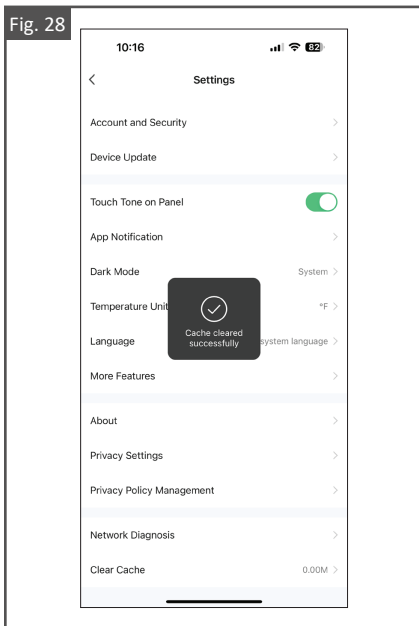 Fig. 28
10:16
82
Settings
Account and Security
Device Update
Touch Tone on Panel
App Notification
Dark Mode System
Temperature Unit °F
Cache cleared
successfully
Language system language
More Features
About
Privacy Settings
Privacy Policy Management
Network Diagnosis
Clear Cache 0.00M